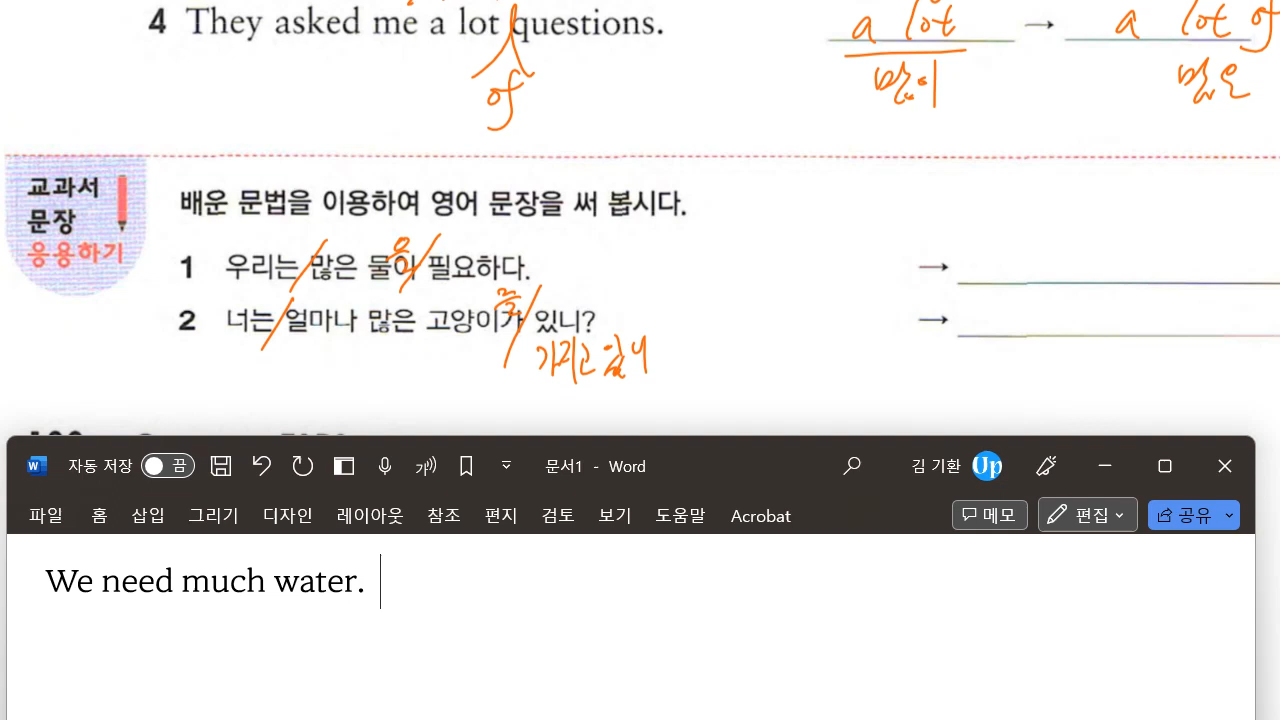 4 They asked me a lot questions.
of
a lot → a lot of
많이 많은
교과서
문장
응용하기
배운 문법을 이용하여 영어 문장을 써 봅시다.
1 우리는 / 많은 물이 / 필요하다. →
을
2 너는 / 얼마나 많은 고양이가 / 있니? →
를
가지고 있니
자동 저장 끔 가 문서1 - Word 김 기환 Up
파일 홈 삽입 그리기 디자인 레이아웃 참조 편지 검토 보기 도움말 Acrobat 메모 편집 공유
We need much water.